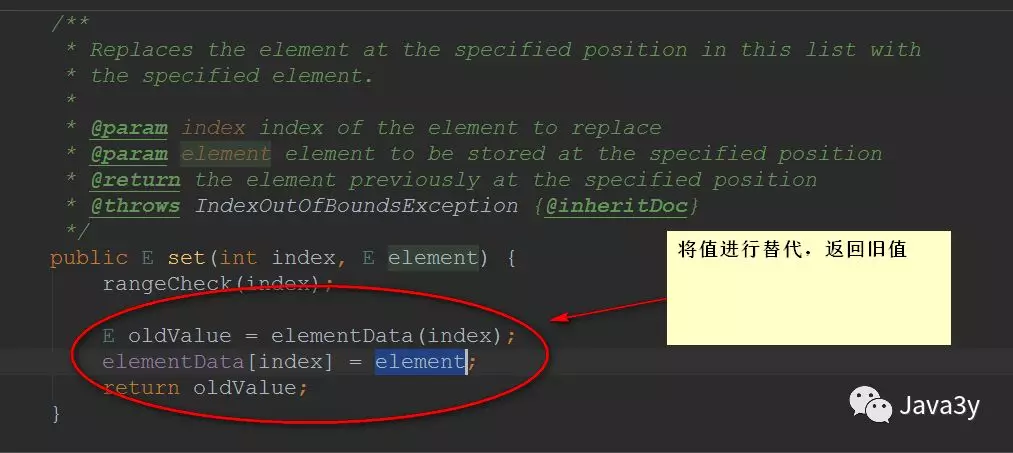 /**
* Replaces the element at the specified position in this list with
* the specified element.
*
* @param index index of the element to replace
* @param element element to be stored at the specified position
* @return the element previously at the specified position
* @throws IndexOutOfBoundsException {@inheritDoc}
*/
public E set(int index, E element) {
rangeCheck(index);
将值进行替代，返回旧值
E oldValue = elementData(index);
elementData[index] = element;
return oldValue;
}
Java3y